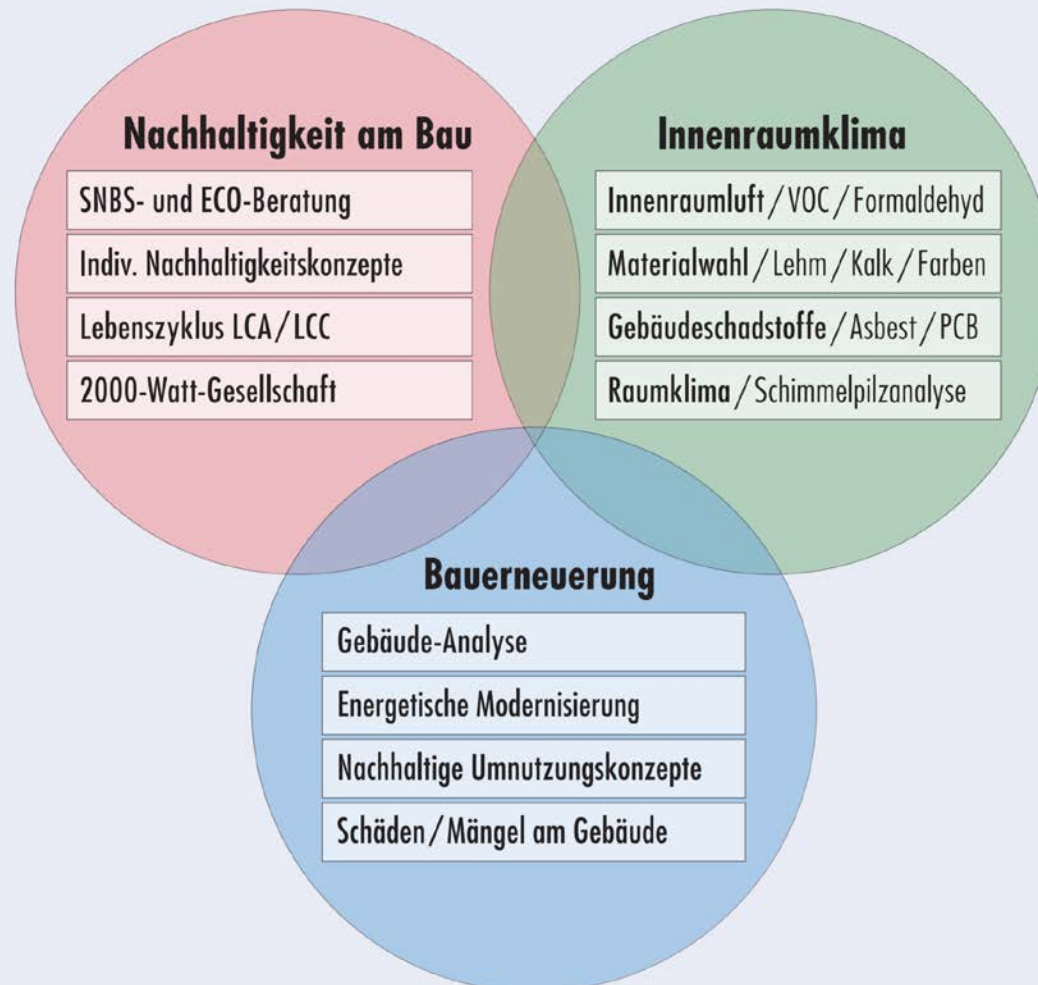 Nachhaltigkeit am Bau
SNBS- und ECO-Beratung
Indiv. Nachhaltigkeitskonzepte
Lebenszyklus LCA/LCC
2000-Watt-Gesellschaft
Innenraumklima
Innenraumluft/VOC/Formaldehyd
Materialwahl/Lehm/Kalk/Farben
Gebäudeschadstoffe/Asbest/PCB
Raumklima/Schimmelpilzanalyse
Bauerneuerung
Gebäude-Analyse
Energetische Modernisierung
Nachhaltige Umnutzungskonzepte
Schäden/Mängel am Gebäude